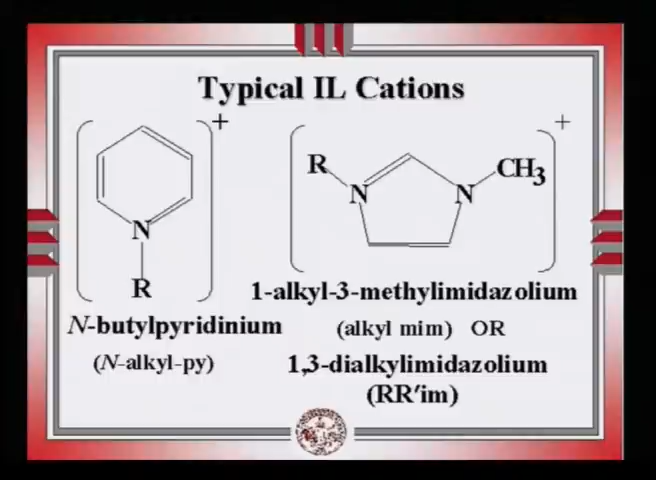 Typical IL Cations
+
N
R
N-butylpyridinium
(N-alkyl-py)
+
R
N
N
CH3
1-alkyl-3-methylimidazolium
(alkyl mim) OR
1,3-dialkylimidazolium
(RR′im)